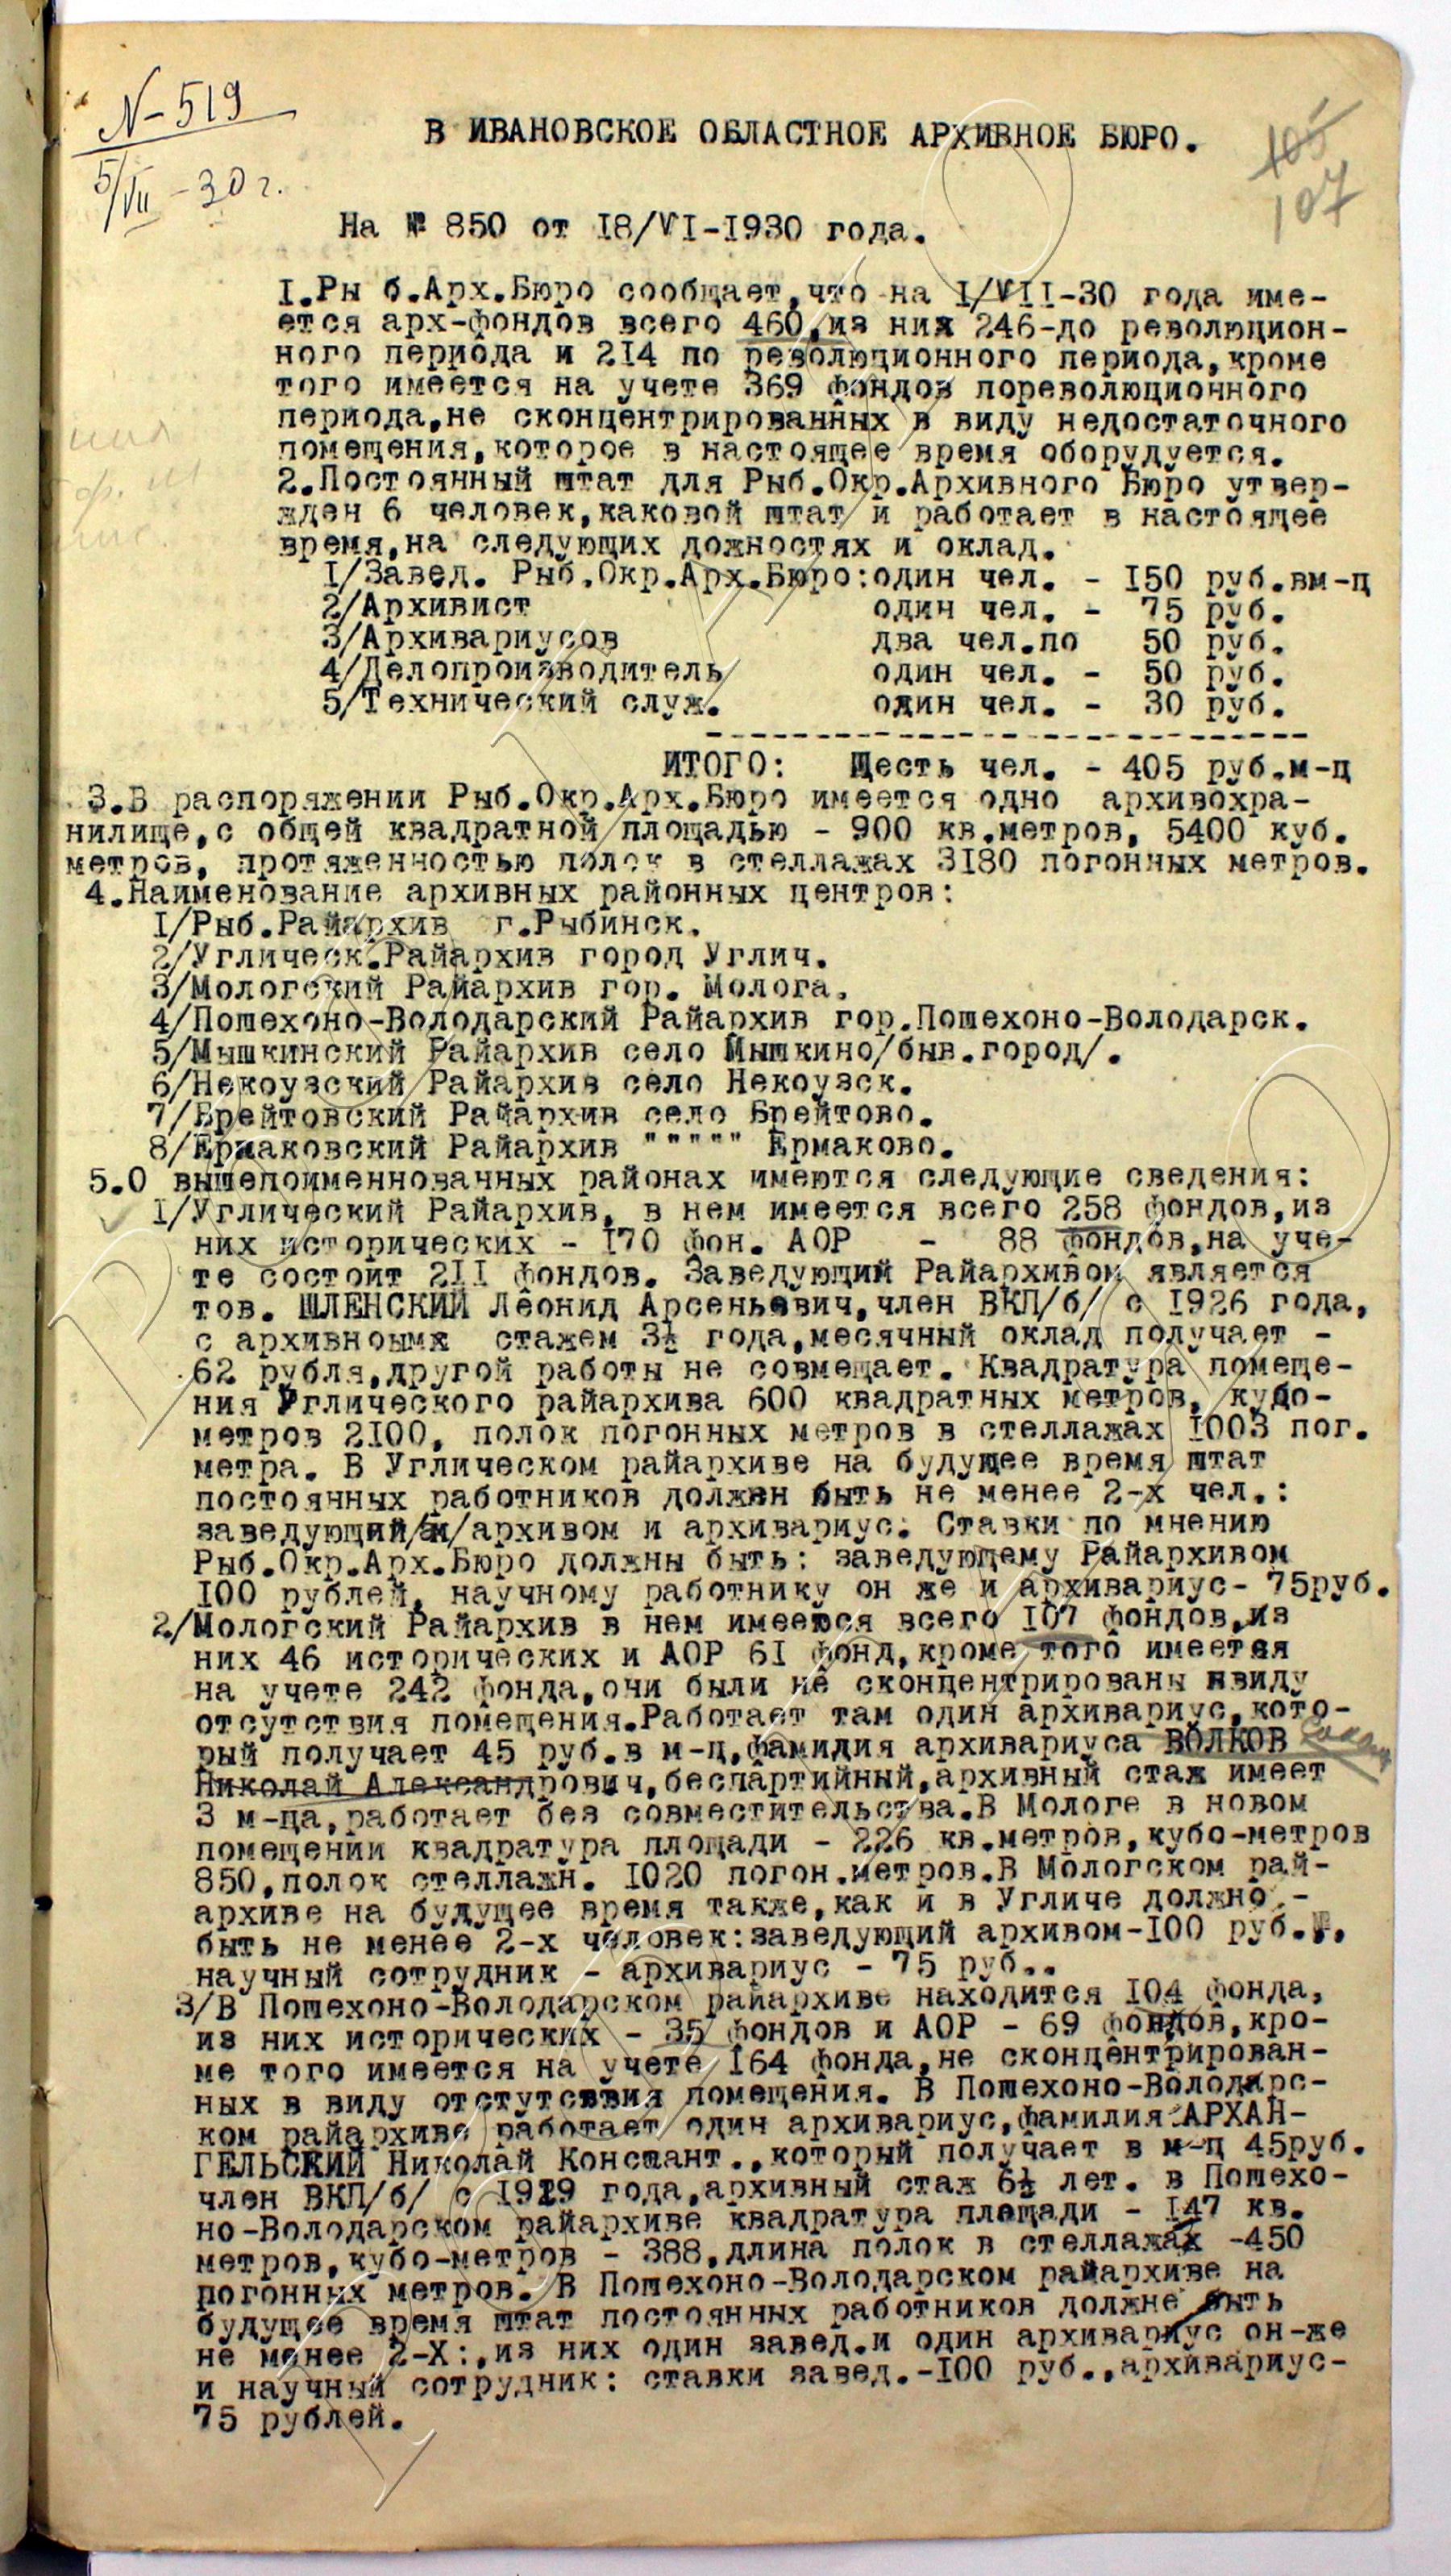 N-519
5/VII-30 г.
105
107
В ИВАНОВСКОЕ ОБЛАСТНОЕ АРХИВНОЕ БЮРО.
На № 850 от I8/VI-I930 года.
I.Ры б.Арх.Бюро сообщает,что на I/VII-30 года име-
ется арх-фондов всего 460,из них 246-до революцион-
ного периода и 2I4 по революционного периода,кроме
того имеется на учете 369 фондов пореволюционного
периода,не сконцентрированных в виду недостаточного
помещения,которое в настоящее время оборудуется.
2.Постоянный штат для Рыб.Окр.Архивного Бюро утвер-
жден 6 человек,каковой штат и работает в настоящее
время,на следующих дожностях и оклад.
I/Завед. Рыб.Окр.Арх.Бюро:один чел. - I50 руб.вм-ц
2/Архивист один чел. - 75 руб.
3/Архивариусов два чел.по 50 руб.
4/Делопроизводитель один чел. - 50 руб.
5/Технический служ. один чел. - 30 руб.
ИТОГО: Щесть чел. - 405 руб.м-ц
3.В распоряжении Рыб.Окр.Арх.Бюро имеется одно архивохра-
нилище,с общей квадратной площадью - 900 кв.метров, 5400 куб.
метров, протяженностью полок в стеллажах 3I80 погонных метров.
4.Наименование архивных районных центров:
I/Рыб.Райархив г.Рыбинск.
2/Углическ.Райархив город Углич.
3/Мологский Райархив гор. Молога.
4/Пошехоно-Володарский Райархив гор.Пошехоно-Володарск.
5/Мышкинский Райархив село Мышкино/быв.город/.
6/Некоузский Райархив село Некоузск.
7/Брейтовский Райархив село Брейтово.
8/Ермаковский Райархив """"" Ермаково.
5.О вышепоименнованных районах имеются следующие сведения:
I/Углический Райархив, в нем имеется всего 258 фондов,из
них исторических - I70 фон. АОР - 88 фондов,на уче-
те состоит 2II фондов. Заведующий Райархивом является
тов. ШЛЕНСКИЙ Леонид Арсеньевич,член ВКП/б/ с I926 года,
с архивноымх стажем 3½ года,месячный оклад получает -
62 рубля,другой работы не совмещает. Квадратура помеще-
ния Углического райархива 600 квадратных метров, кубо-
метров 2I00, полок погонных метров в стеллажах I003 пог.
метра. В Углическом райархиве на будущее время штат
постоянных работников должен быть не менее 2-х чел.:
заведующий/ая/архивом и архивариус. Ставки по мнению
Рыб.Окр.Арх.Бюро должны быть: заведующему Райархивом
I00 рублей, научному работнику он же и архивариус- 75руб.
2/Мологский Райархив в нем имееюся всего I07 фондов,из
них 46 исторических и АОР 6I фонд,кроме того имеется
на учете 242 фонда,они были не сконцентрированы ввиду
отсутствия помещения.Работает там один архивариус,кото-
рый получает 45 руб.в м-ц,фамилия архивариуса ВОЛКОВ
Николай Александрович,беспартийный,архивный стаж имеет
3 м-ца,работает без совместительства.В Мологе в новом
помещении квадратура площади - 226 кв.метров,кубо-метров
850,полок стеллажн. I020 погон.метров.В Мологском рай-
архиве на будущее время также,как и в Угличе должно -
быть не менее 2-х человек:заведующий архивом-I00 руб.,
научный сотрудник - архивариус - 75 руб..
3/В Пошехоно-Володарском райархиве находится I04 фонда,
из них исторических - 35 фондов и АОР - 69 фондов,кро-
ме того имеется на учете I64 фонда,не сконцентрирован-
ных в виду отстутсввия помещения. В Пошехоно-Володарс-
ком райархиве работает один архивариус,фамилия АРХАН-
ГЕЛЬСКИЙ Николай Констант.,который получает в м-ц 45руб.
член ВКП/б/ с I919 года,архивный стаж 6½ лет. в Пошехо-
но-Володарском райархиве квадратура площади - I47 кв.
метров,кубо-метров - 388,длина полок в стеллажах -450
погонных метров. В Пошехоно-Володарском райархиве на
будущее время штат постоянных работников должне быть
не менее 2-Х:,из них один завед.и один архивариус он-же
и научный сотрудник: ставки завед.-I00 руб.,архивариус-
75 рублей.